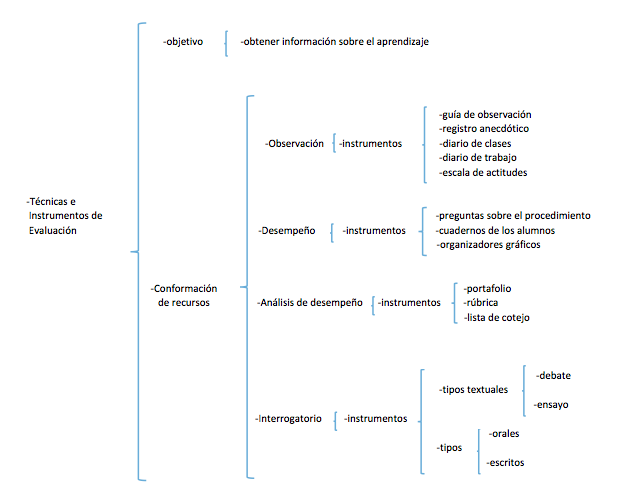 -objetivo
-obtener información sobre el aprendizaje
-Técnicas e
Instrumentos de
Evaluación
-Conformación
de recursos
-Observación
-instrumentos
-guía de observación
-registro anecdótico
-diario de clases
-diario de trabajo
-escala de actitudes
-Desempeño
-instrumentos
-preguntas sobre el procedimiento
-cuadernos de los alumnos
-organizadores gráficos
-Análisis de desempeño
-instrumentos
-portafolio
-rúbrica
-lista de cotejo
-Interrogatorio
-instrumentos
-tipos textuales
-debate
-ensayo
-tipos
-orales
-escritos